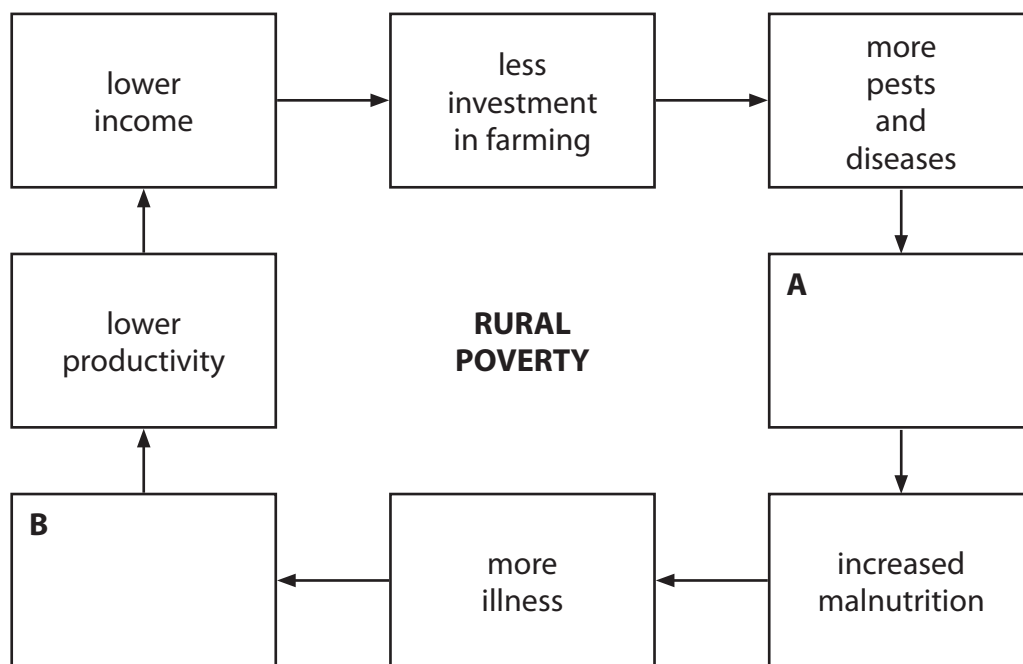 lower
income
less
investment
in farming
more
pests
and
diseases
lower
productivity
RURAL
POVERTY
A
B
more
illness
increased
malnutrition